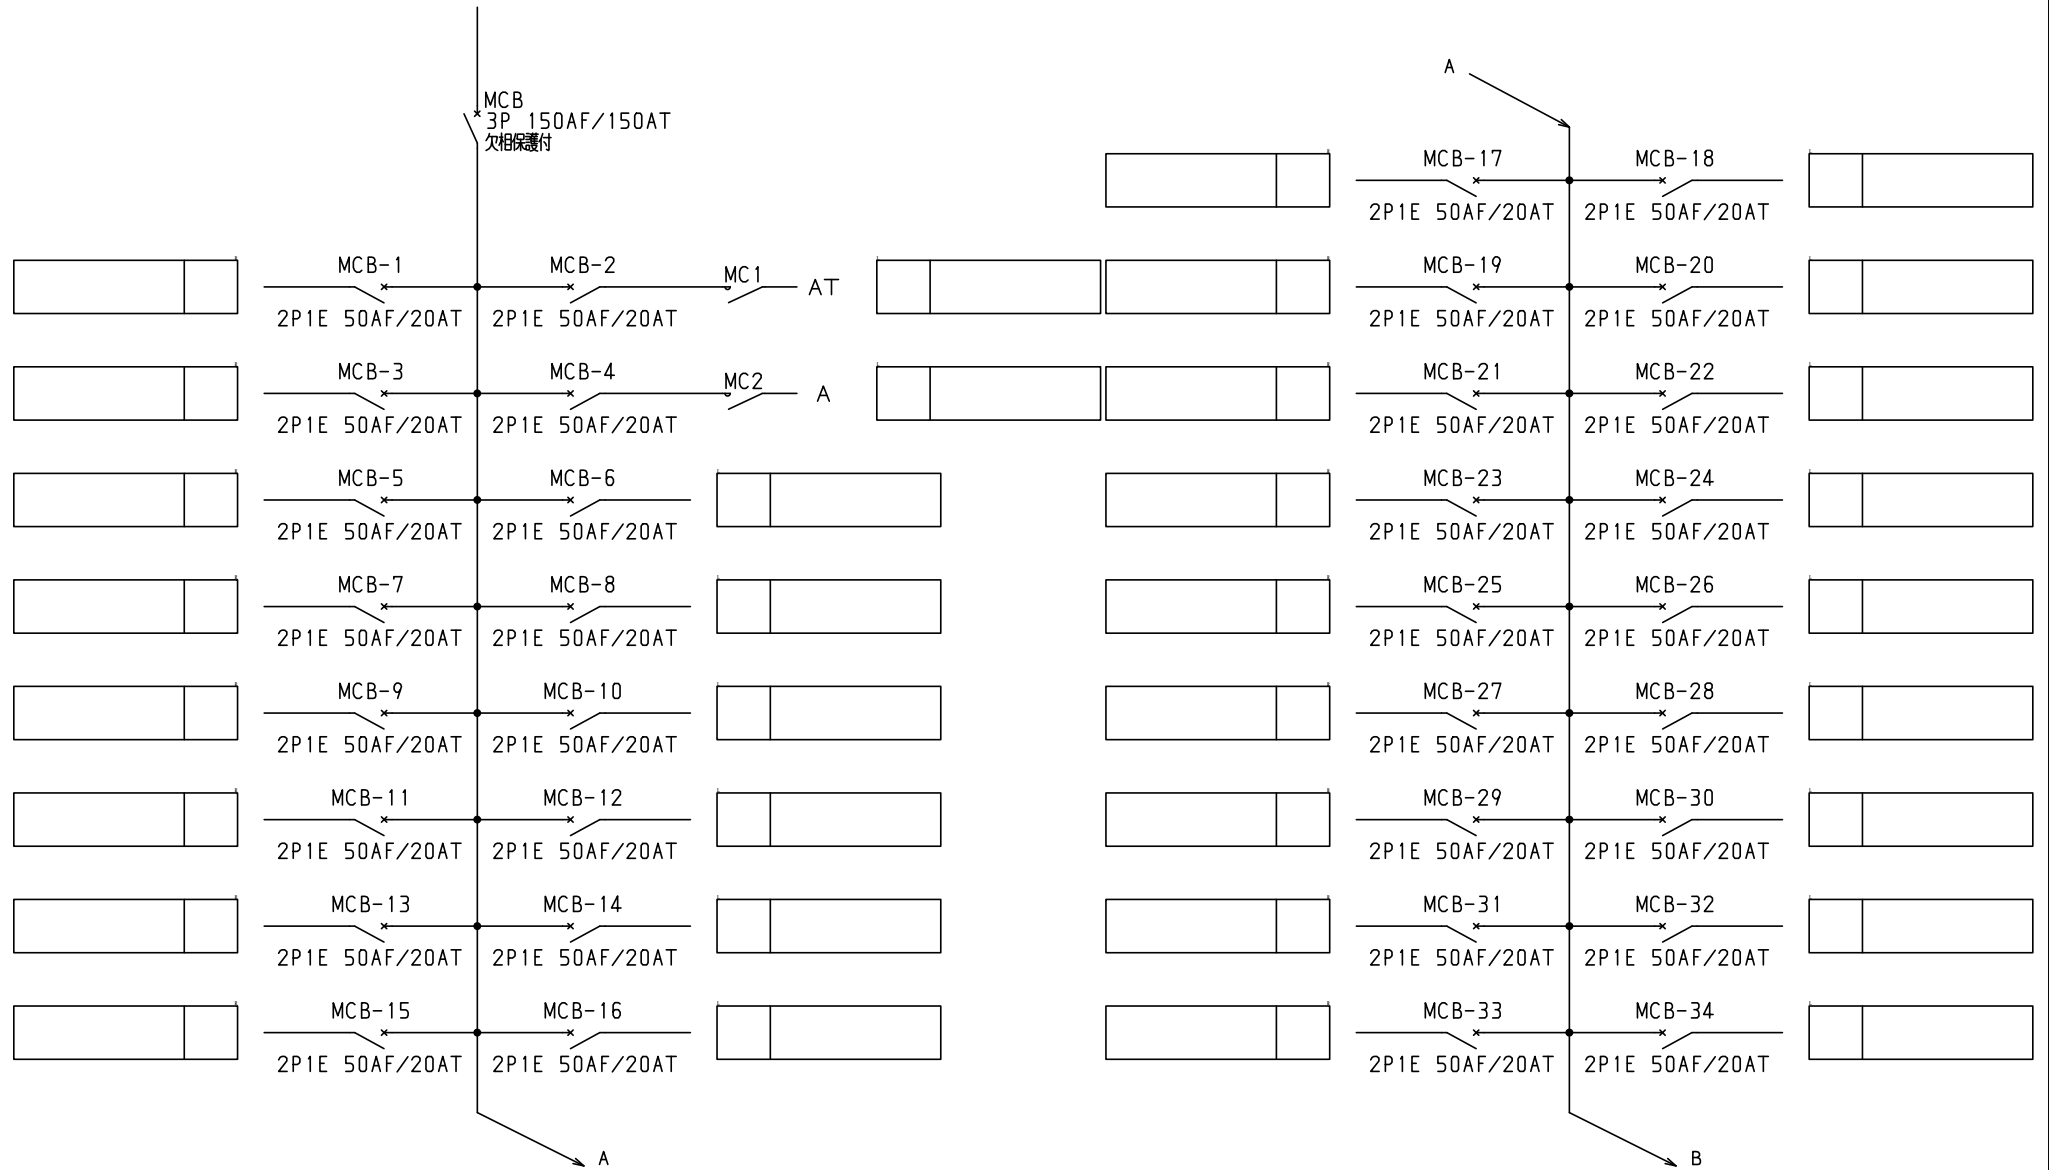 MCB
3P 150AF/150AT
欠相保護付
MCB-1 MCB-2 MC1 AT
2P1E 50AF/20AT 2P1E 50AF/20AT
MCB-3 MCB-4 MC2 A
2P1E 50AF/20AT 2P1E 50AF/20AT
MCB-5 MCB-6
2P1E 50AF/20AT 2P1E 50AF/20AT
MCB-7 MCB-8
2P1E 50AF/20AT 2P1E 50AF/20AT
MCB-9 MCB-10
2P1E 50AF/20AT 2P1E 50AF/20AT
MCB-11 MCB-12
2P1E 50AF/20AT 2P1E 50AF/20AT
MCB-13 MCB-14
2P1E 50AF/20AT 2P1E 50AF/20AT
MCB-15 MCB-16
2P1E 50AF/20AT 2P1E 50AF/20AT
A
A
MCB-17 MCB-18
2P1E 50AF/20AT 2P1E 50AF/20AT
MCB-19 MCB-20
2P1E 50AF/20AT 2P1E 50AF/20AT
MCB-21 MCB-22
2P1E 50AF/20AT 2P1E 50AF/20AT
MCB-23 MCB-24
2P1E 50AF/20AT 2P1E 50AF/20AT
MCB-25 MCB-26
2P1E 50AF/20AT 2P1E 50AF/20AT
MCB-27 MCB-28
2P1E 50AF/20AT 2P1E 50AF/20AT
MCB-29 MCB-30
2P1E 50AF/20AT 2P1E 50AF/20AT
MCB-31 MCB-32
2P1E 50AF/20AT 2P1E 50AF/20AT
MCB-33 MCB-34
2P1E 50AF/20AT 2P1E 50AF/20AT
B